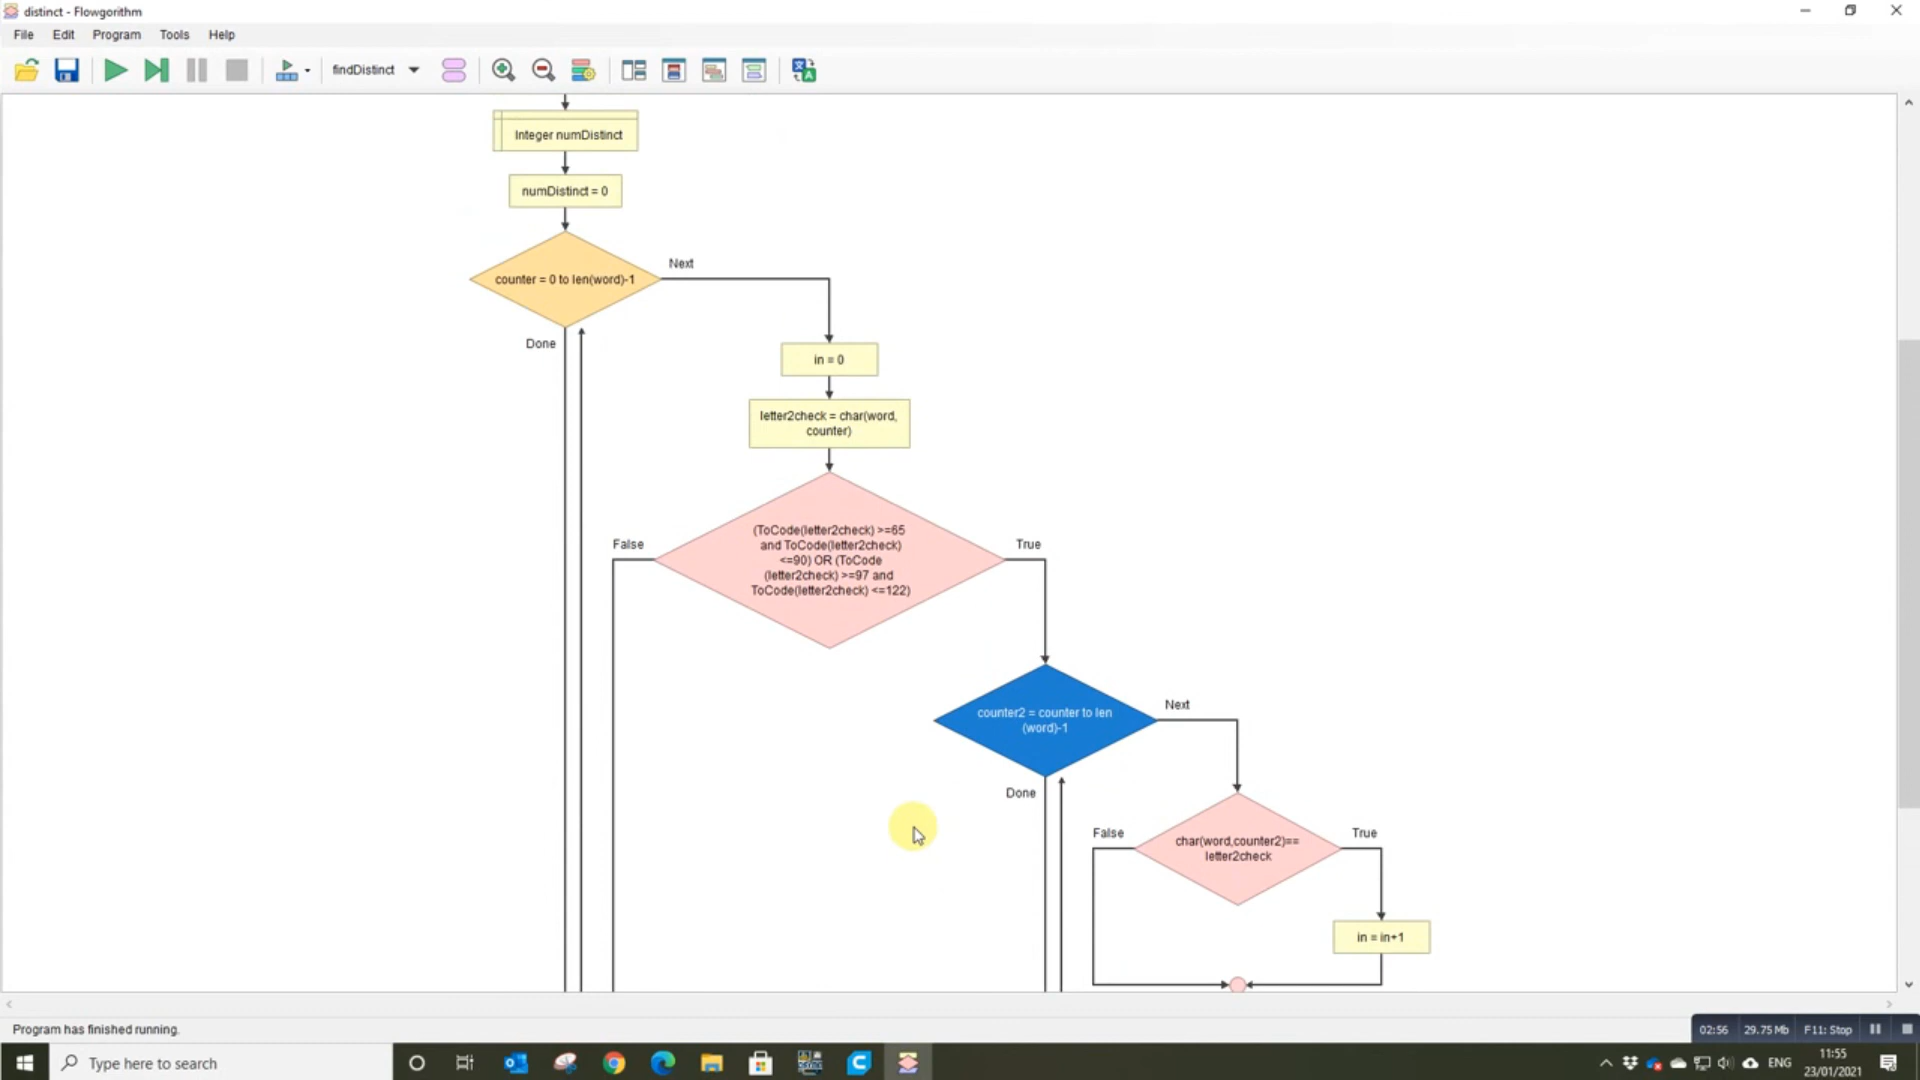 distinct - Flowgorithm
File Edit Program Tools Help
findDistinct
Integer numDistinct
numDistinct = 0
counter = 0 to len(word)-1
Next
Done
in = 0
letter2check = char(word,
counter)
False
True
(ToCode(letter2check) >=65
and ToCode(letter2check)
<=90) OR (ToCode
(letter2check) >=97 and
ToCode(letter2check) <=122)
counter2 = counter to len
(word)-1
Next
Done
False
True
char(word,counter2)==
letter2check
in = in+1
Program has finished running.
02:56 29.75 Mb F11: Stop
Type here to search
ENG
11:55
23/01/2021